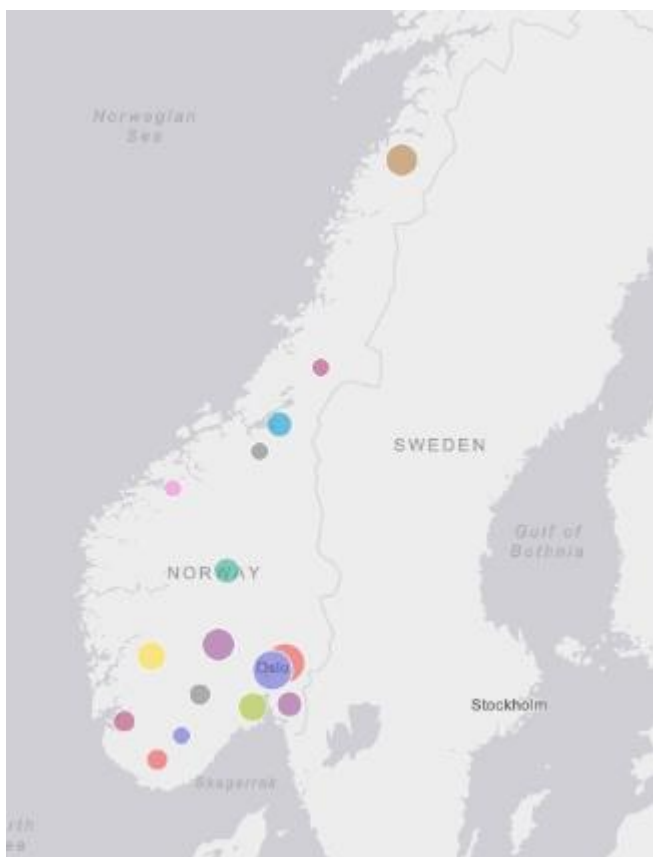 Norwegian
Sea
SWEDEN
Gulf of
Bothnia
NORWAY
Oslo
Stockholm
Skagerrak